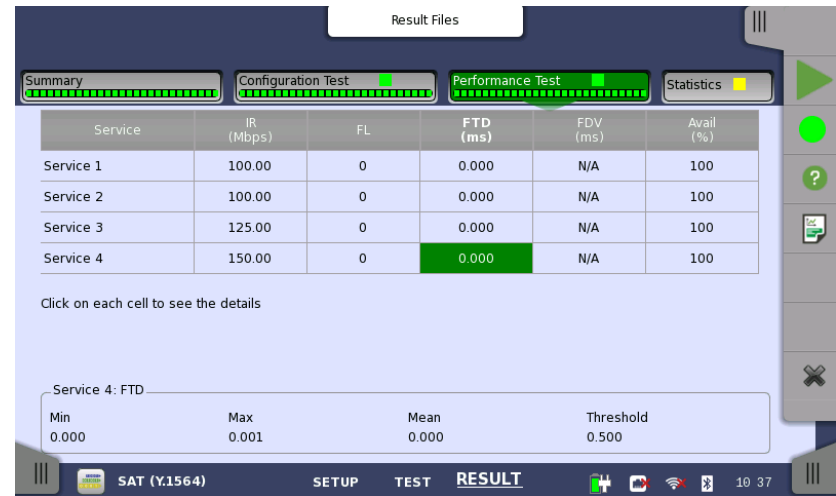 Result Files
Summary Configuration Test Performance Test Statistics
Service IR (Mbps) FL FTD (ms) FDV (ms) Avail (%)
Service 1 100.00 0 0.000 N/A 100
Service 2 100.00 0 0.000 N/A 100
Service 3 125.00 0 0.000 N/A 100
Service 4 150.00 0 0.000 N/A 100
Click on each cell to see the details
Service 4: FTD
Min Max Mean Threshold
0.000 0.001 0.000 0.500
SAT (Y.1564) SETUP TEST RESULT 10 37